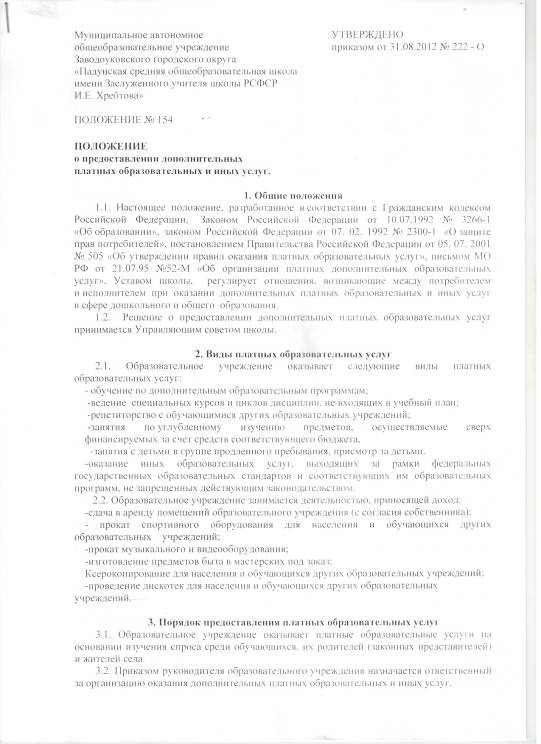 Муниципальное автономное
общеобразовательное учреждение
Заводоуковского городского округа
«Падунская средняя общеобразовательная школа
имени Заслуженного учителя школы РСФСР
И.Е. Хребтова»
УТВЕРЖДЕНО
приказом от 31.08.2012 № 222 - О
ПОЛОЖЕНИЕ № 154
ПОЛОЖЕНИЕ
о предоставлении дополнительных
платных образовательных и иных услуг.
1. Общие положения
1.1. Настоящее положение, разработанное в соответствии с Гражданским кодексом
Российской Федерации, Законом Российской Федерации от 10.07.1992 № 3266-1
«Об образовании», законом Российской Федерации от 07. 02. 1992 № 2300-1 «О защите
прав потребителей», постановлением Правительства Российской Федерации от 05. 07. 2001
№ 505 «Об утверждении правил оказания платных образовательных услуг», письмом МО
РФ от 21.07.95 №52-М «Об организации платных дополнительных образовательных
услуг», Уставом школы, регулирует отношения, возникающие между потребителем
и исполнителем при оказании дополнительных платных образовательных и иных услуг
в сфере дошкольного и общего образования.
1.2. Решение о предоставлении дополнительных платных образовательных услуг
принимается Управляющим советом школы.
2. Виды платных образовательных услуг
2.1. Образовательное учреждение оказывает следующие виды платных
образовательных услуг:
- обучение по дополнительным образовательным программам;
-ведение специальных курсов и циклов дисциплин, не входящих в учебный план;
-репетиторство с обучающимися других образовательных учреждений;
-занятия по углубленному изучению предметов, осуществляемые сверх
финансируемых за счет средств соответствующего бюджета,
-занятия с детьми в группе продленного пребывания, присмотр за детьми.
-оказание иных образовательных услуг, выходящих за рамки федеральных
государственных образовательных стандартов и соответствующих им образовательных
программ, не запрещенных действующим законодательством.
2.2. Образовательное учреждение занимается деятельностью, приносящей доход:
-сдача в аренду помещений образовательного учреждения (с согласия собственника);
- прокат спортивного оборудования для населения и обучающихся других
образовательных учреждений;
-прокат музыкального и видеооборудования;
-изготовление предметов быта в мастерских под заказ;
Ксерокопирование для населения и обучающихся других образовательных учреждений;
-проведение дискотек для населения и обучающихся других образовательных
учреждений.
3. Порядок предоставления платных образовательных услуг
3.1. Образовательное учреждение оказывает платные образовательные услуги на
основании изучения спроса среди обучающихся, их родителей (законных представителей)
и жителей села.
3.2. Приказом руководителя образовательного учреждения назначается ответственный
за организацию оказания дополнительных платных образовательных и иных услуг.